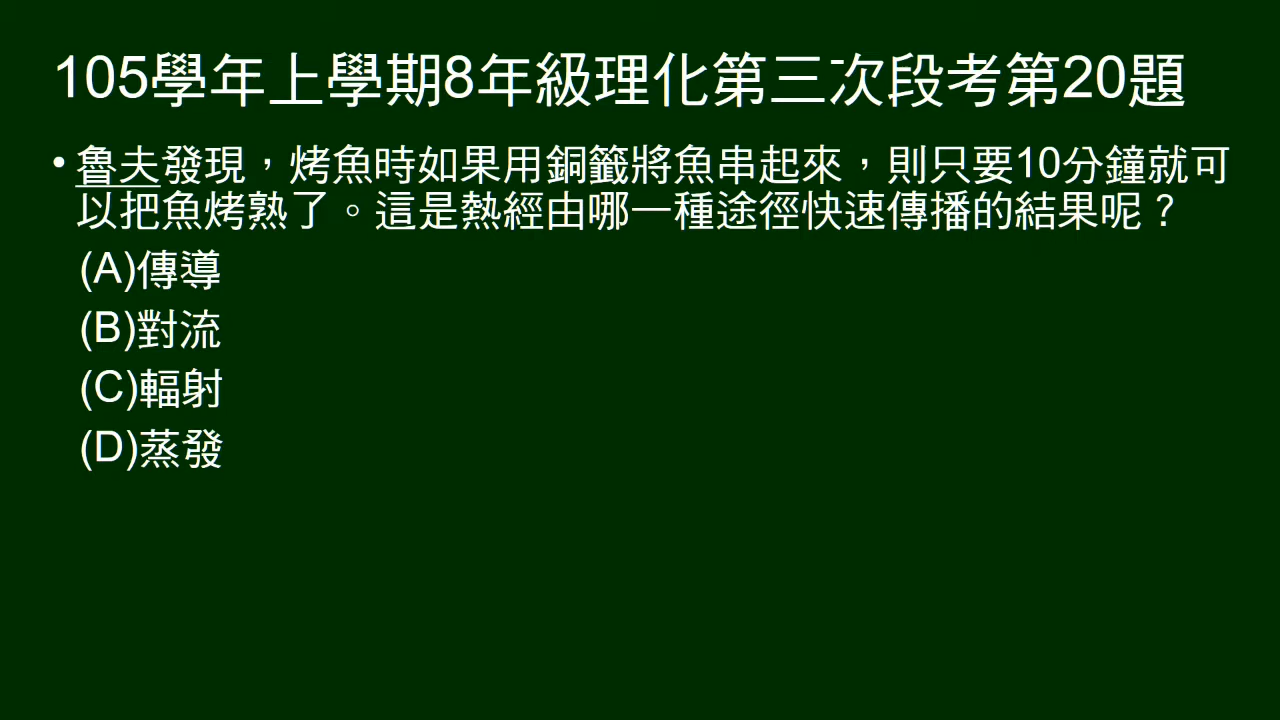 105學年上學期8年級理化第三次段考第20題
• 魯夫發現，烤魚時如果用銅籤將魚串起來，則只要10分鐘就可
以把魚烤熟了。這是熱經由哪一種途徑快速傳播的結果呢？
(A)傳導
(B)對流
(C)輻射
(D)蒸發